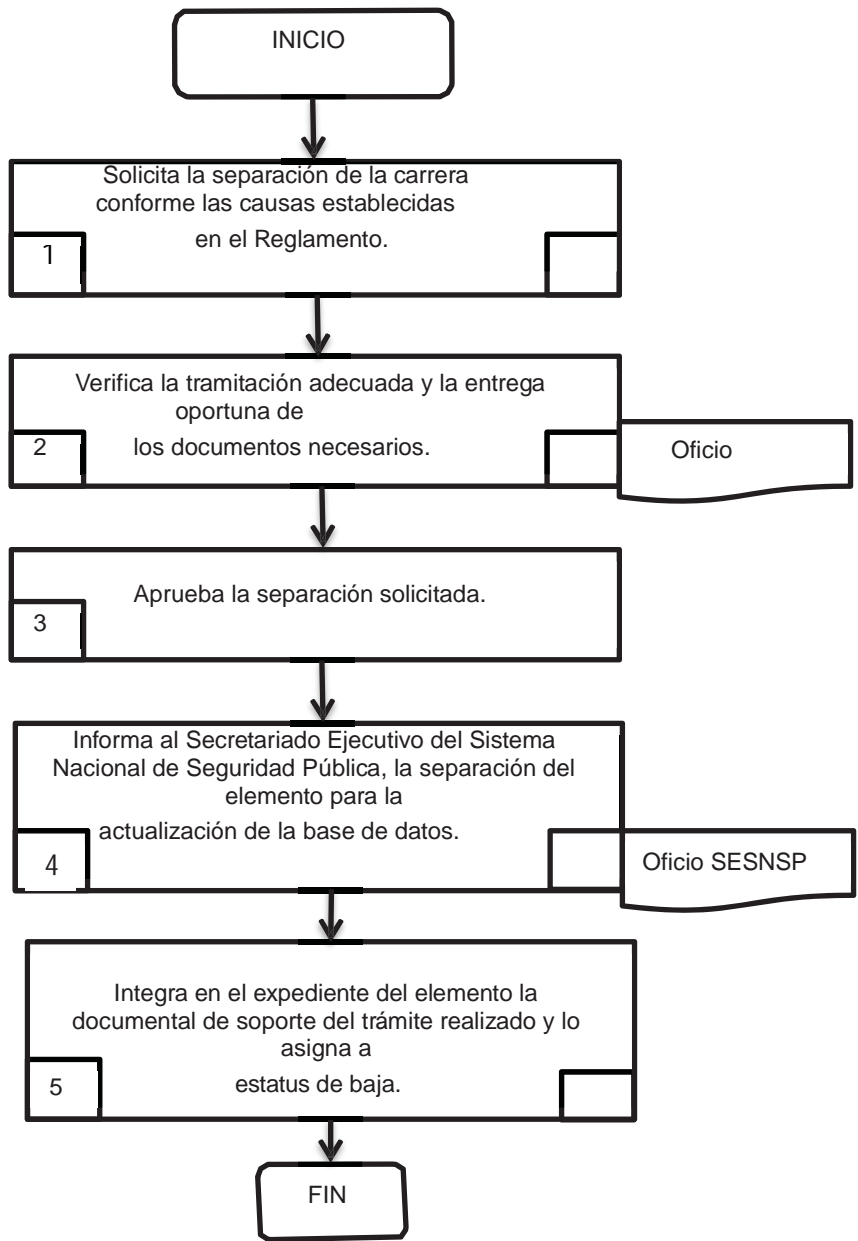 INICIO
Solicita la separación de la carrera
conforme las causas establecidas
en el Reglamento.
1
Verifica la tramitación adecuada y la entrega
oportuna de
los documentos necesarios.
2
Oficio
Aprueba la separación solicitada.
3
Informa al Secretariado Ejecutivo del Sistema
Nacional de Seguridad Pública, la separación del
elemento para la
actualización de la base de datos.
4
Oficio SESNSP
Integra en el expediente del elemento la
documental de soporte del trámite realizado y lo
asigna a
estatus de baja.
5
FIN